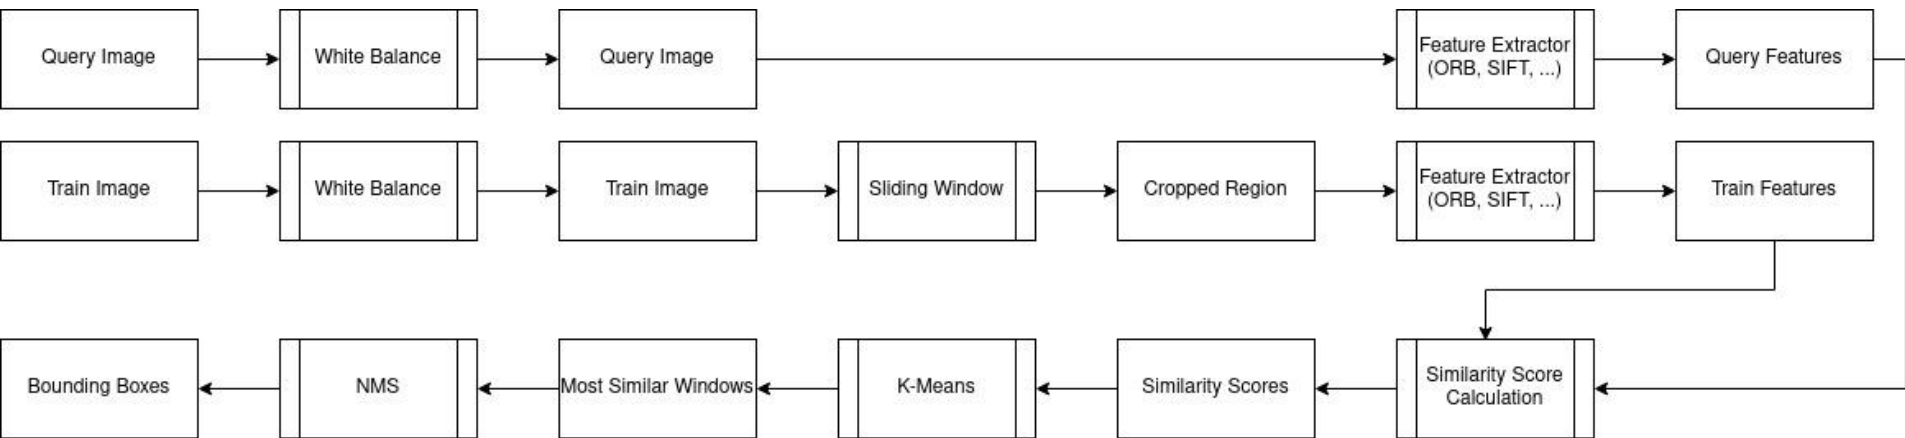 Query Image
White Balance
Query Image
Feature Extractor
(ORB, SIFT, ...)
Query Features
Train Image
White Balance
Train Image
Sliding Window
Cropped Region
Feature Extractor
(ORB, SIFT, ...)
Train Features
Bounding Boxes
NMS
Most Similar Windows
K-Means
Similarity Scores
Similarity Score
Calculation